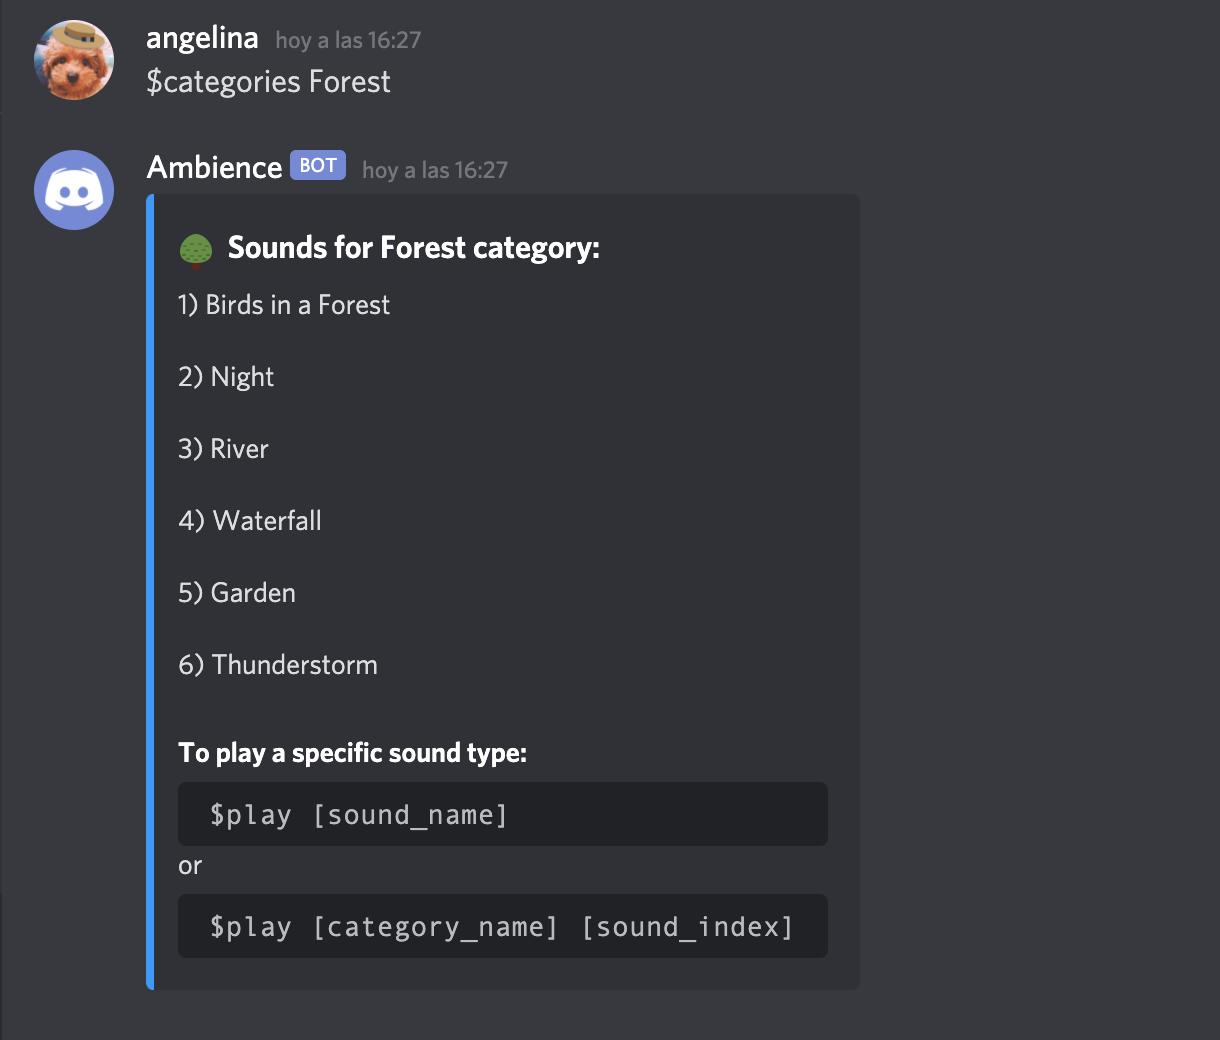 angelina hoy a las 16:27
$categories Forest
Ambience BOT hoy a las 16:27
Sounds for Forest category:
1) Birds in a Forest
2) Night
3) River
4) Waterfall
5) Garden
6) Thunderstorm
To play a specific sound type:
$play [sound_name]
or
$play [category_name] [sound_index]